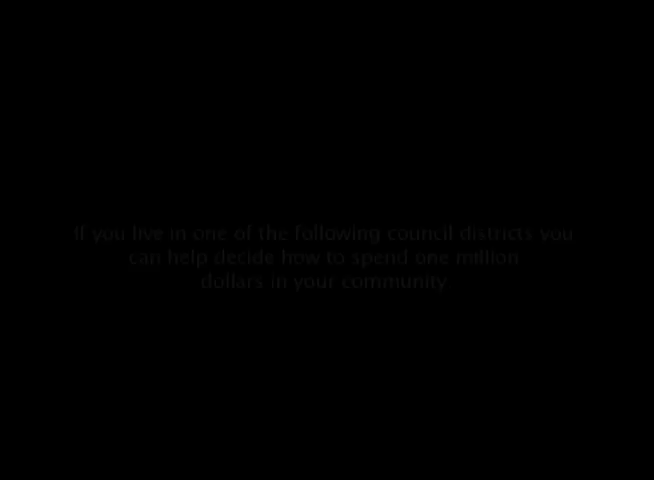 If you live in one of the following council districts you
can help decide how to spend one million
dollars in your community